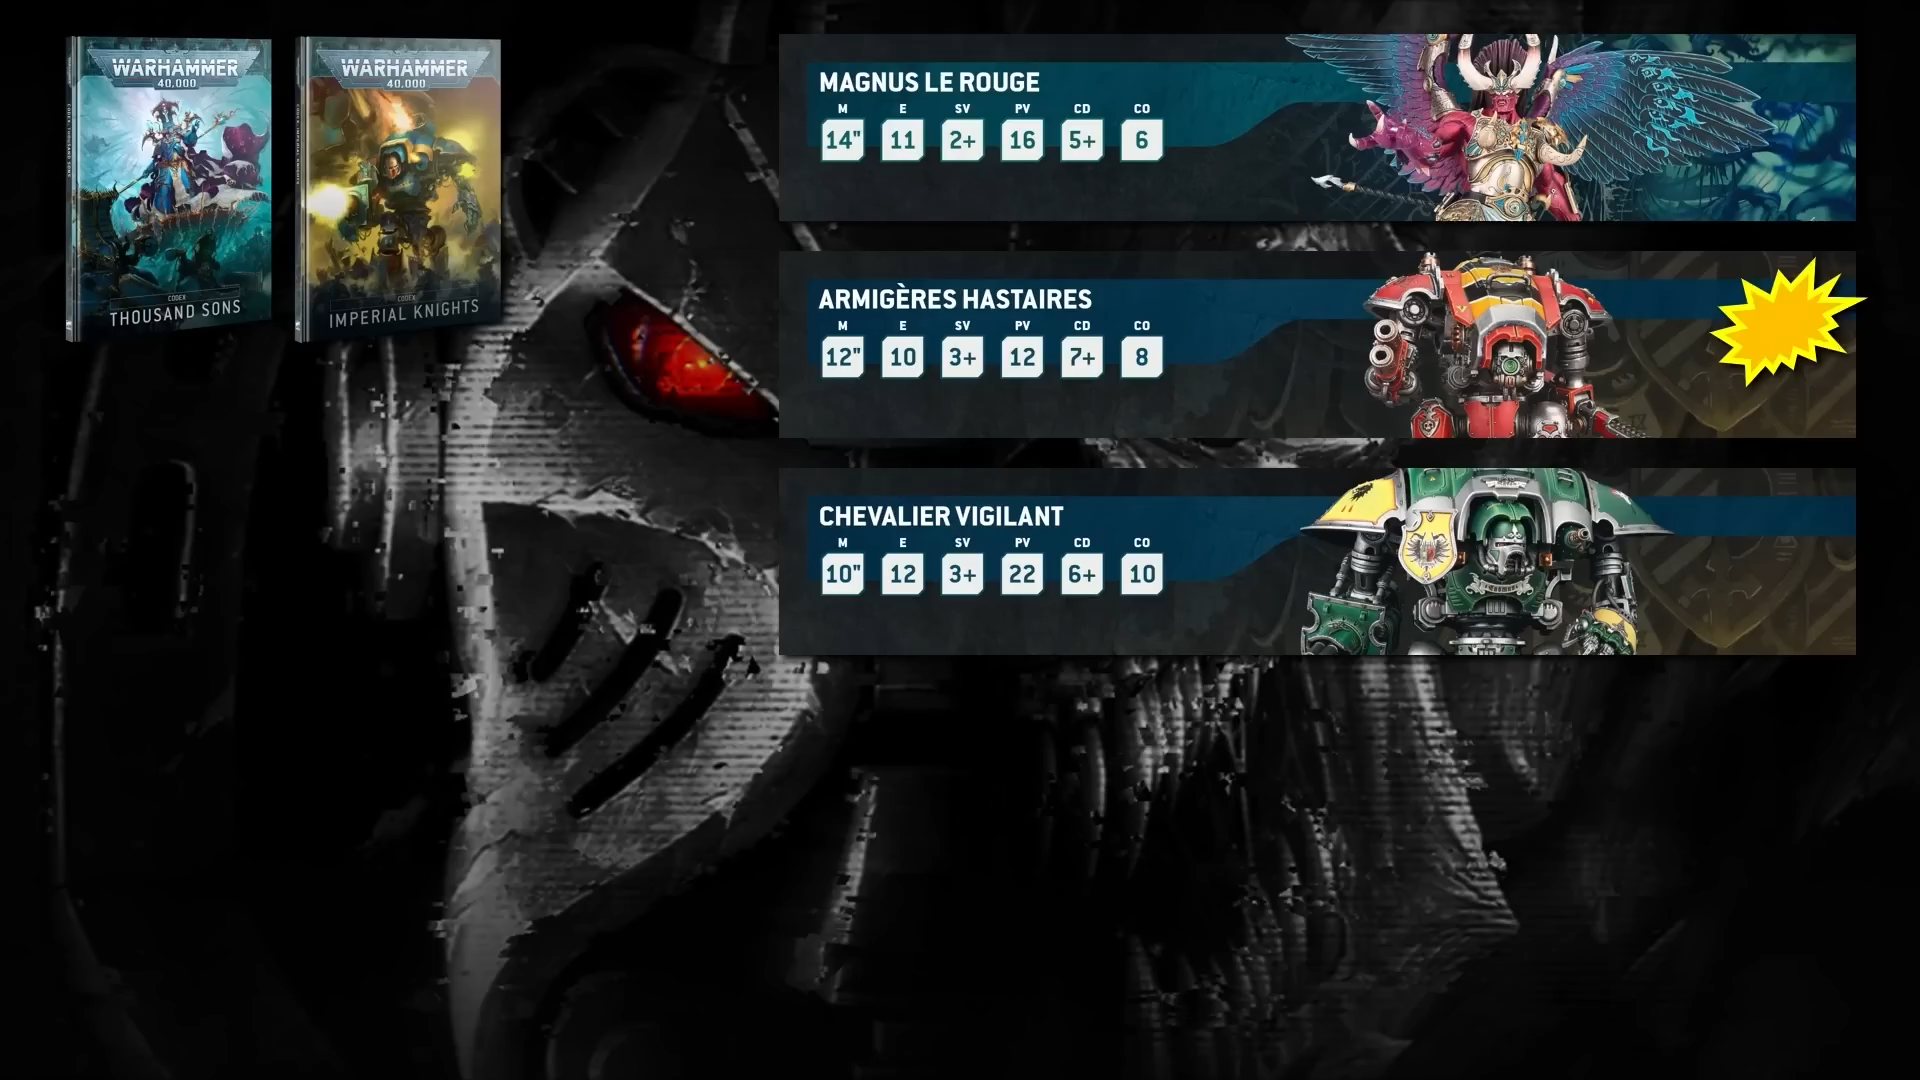 WARHAMMER
40,000
CODEX
THOUSAND SONS
WARHAMMER
40,000
CODEX
IMPERIAL KNIGHTS
MAGNUS LE ROUGE
M E SV PV CD CO
14" 11 2+ 16 5+ 6
ARMIGÈRES HASTAIRES
M E SV PV CD CO
12" 10 3+ 12 7+ 8
CHEVALIER VIGILANT
M E SV PV CD CO
10" 12 3+ 22 6+ 10